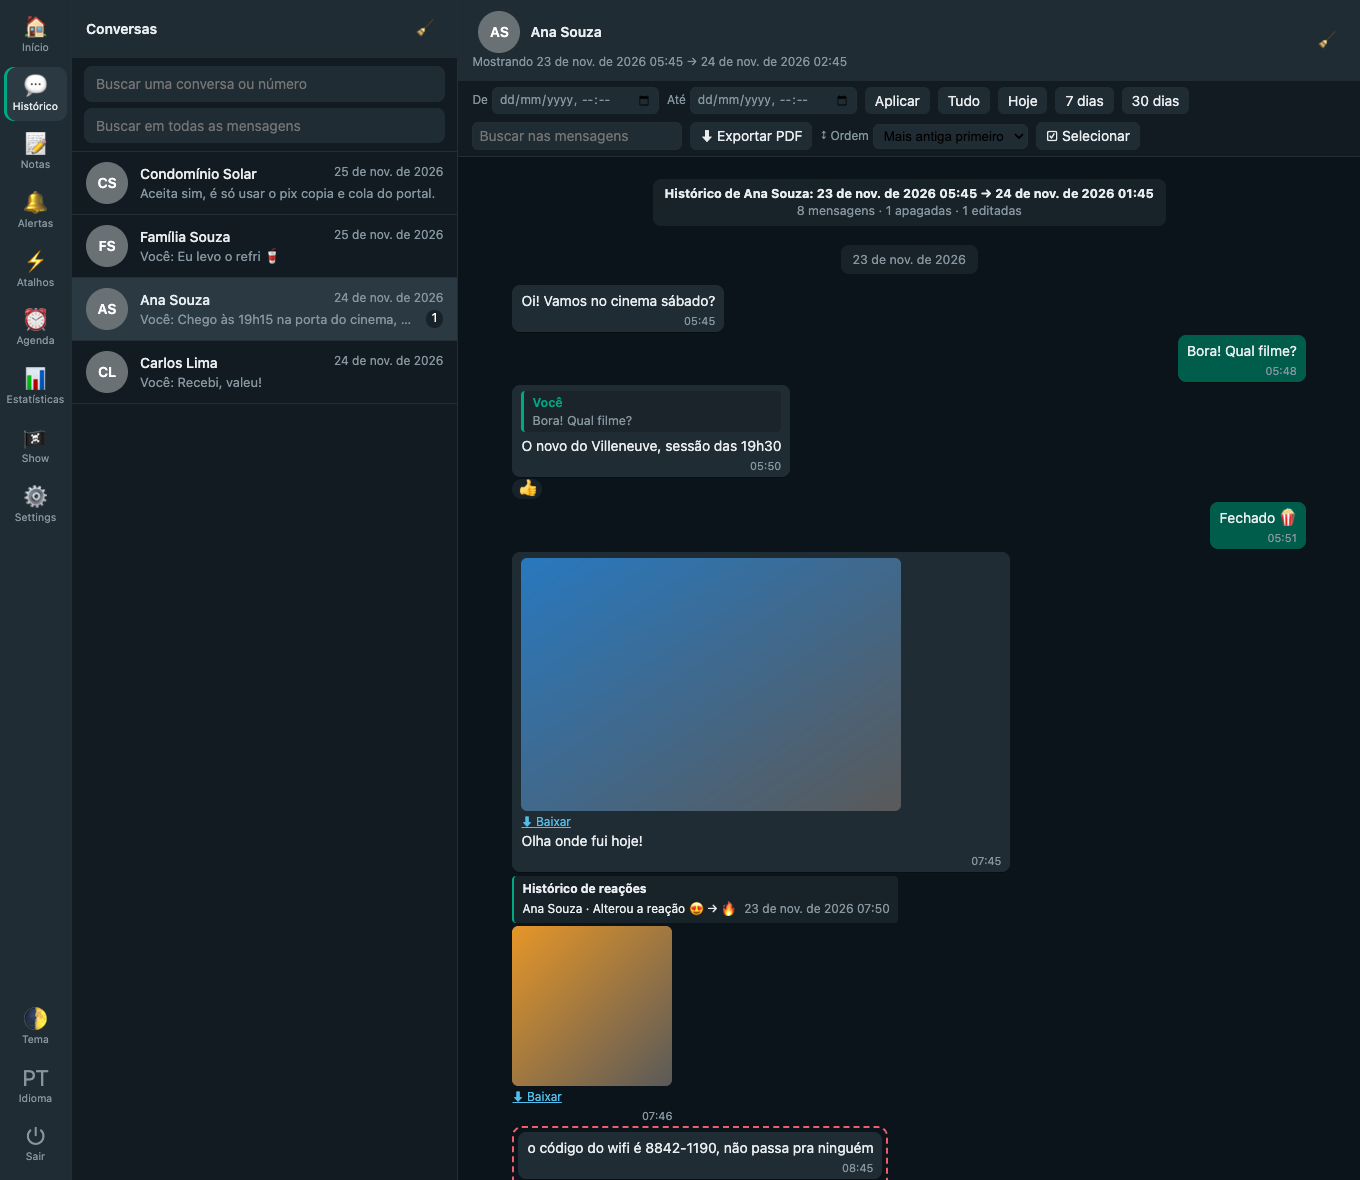 Início
Histórico
Notas
Alertas
Atalhos
Agenda
Estatísticas
Show
Settings
Tema
PT
Idioma
Sair
Conversas
Buscar uma conversa ou número
Buscar em todas as mensagens
CS
Condomínio Solar
25 de nov. de 2026
Aceita sim, é só usar o pix copia e cola do portal.
FS
Família Souza
25 de nov. de 2026
Você: Eu levo o refri 🥤
AS
Ana Souza
24 de nov. de 2026
Você: Chego às 19h15 na porta do cinema, ...
1
CL
Carlos Lima
24 de nov. de 2026
Você: Recebi, valeu!
AS
Ana Souza
Mostrando 23 de nov. de 2026 05:45 → 24 de nov. de 2026 02:45
De dd/mm/yyyy, --:-- Até dd/mm/yyyy, --:-- Aplicar Tudo Hoje 7 dias 30 dias
Buscar nas mensagens ⬇ Exportar PDF ↕ Ordem Mais antiga primeiro ☑ Selecionar
Histórico de Ana Souza: 23 de nov. de 2026 05:45 → 24 de nov. de 2026 01:45
8 mensagens · 1 apagadas · 1 editadas
23 de nov. de 2026
Oi! Vamos no cinema sábado?
05:45
Bora! Qual filme?
05:48
Você
Bora! Qual filme?
O novo do Villeneuve, sessão das 19h30
05:50
👍
Fechado 🍿
05:51
⬇ Baixar
Olha onde fui hoje!
07:45
Histórico de reações
Ana Souza · Alterou a reação 😍 → 🔥 23 de nov. de 2026 07:50
⬇ Baixar
07:46
o código do wifi é 8842-1190, não passa pra ninguém
08:45